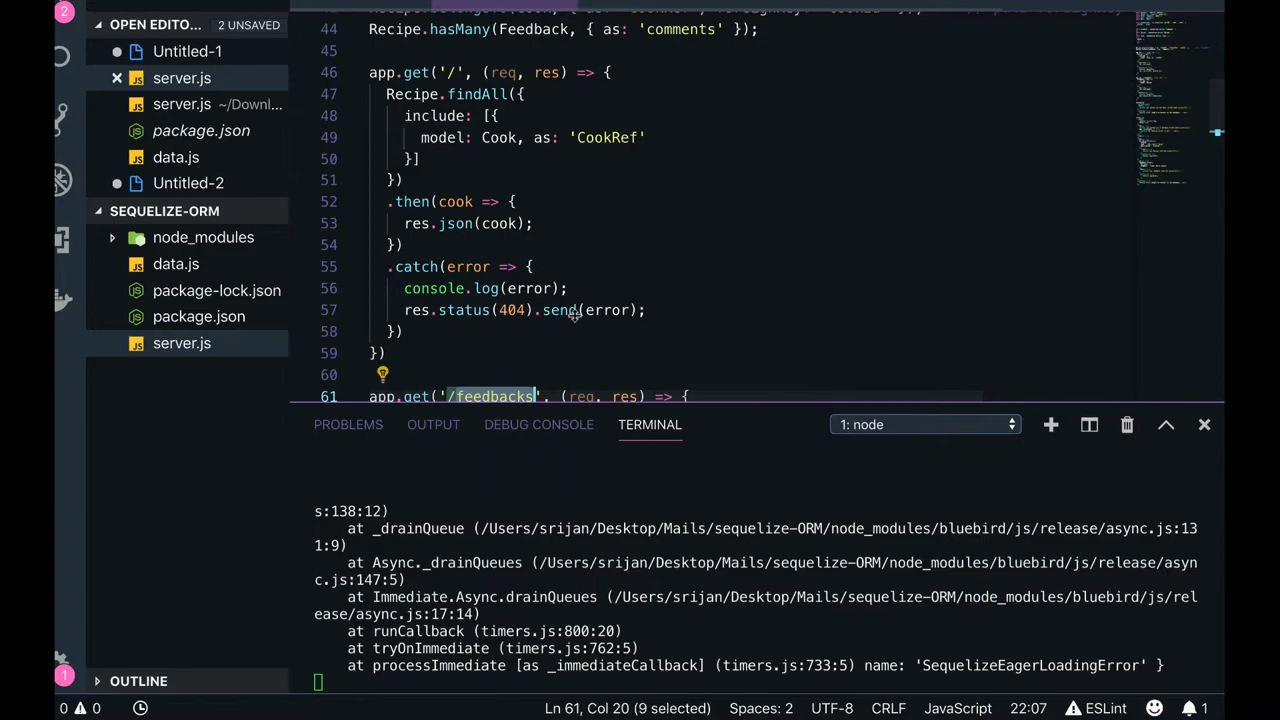 2
OPEN EDITO... 2 UNSAVED
Untitled-1
server.js
server.js ~/Downl...
package.json
data.js
Untitled-2
SEQUELIZE-ORM
node_modules
data.js
package-lock.json
package.json
server.js
OUTLINE
1
44 Recipe.hasMany(Feedback, { as: 'comments' });
45
46 app.get('/', (req, res) => {
47 Recipe.findAll({
48 include: [{
49 model: Cook, as: 'CookRef'
50 }]
51 })
52 .then(cook => {
53 res.json(cook);
54 })
55 .catch(error => {
56 console.log(error);
57 res.status(404).send(error);
58 })
59 })
60
61 app.get('/feedbacks', (req, res) => {
PROBLEMS OUTPUT DEBUG CONSOLE TERMINAL 1: node
s:138:12)
at _drainQueue (/Users/srijan/Desktop/Mails/sequelize-ORM/node_modules/bluebird/js/release/async.js:13
1:9)
at Async._drainQueues (/Users/srijan/Desktop/Mails/sequelize-ORM/node_modules/bluebird/js/release/asyn
c.js:147:5)
at Immediate.Async.drainQueues (/Users/srijan/Desktop/Mails/sequelize-ORM/node_modules/bluebird/js/rel
ease/async.js:17:14)
at runCallback (timers.js:800:20)
at tryOnImmediate (timers.js:762:5)
at processImmediate [as _immediateCallback] (timers.js:733:5) name: 'SequelizeEagerLoadingError' }
0 0 Ln 61, Col 20 (9 selected) Spaces: 2 UTF-8 CRLF JavaScript 22:07 ESLint 1